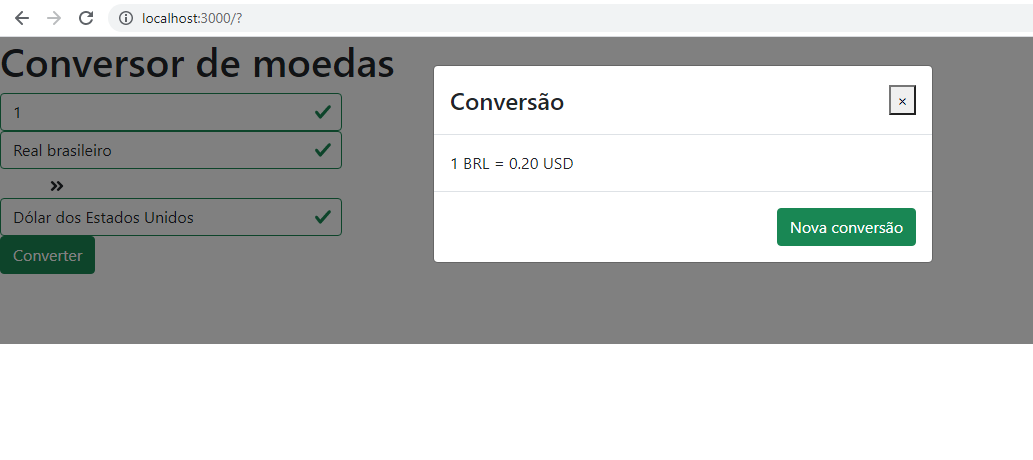 localhost:3000/?
Conversor de moedas
1
Real brasileiro
»
Dólar dos Estados Unidos
Converter
Conversão
×
1 BRL = 0.20 USD
Nova conversão